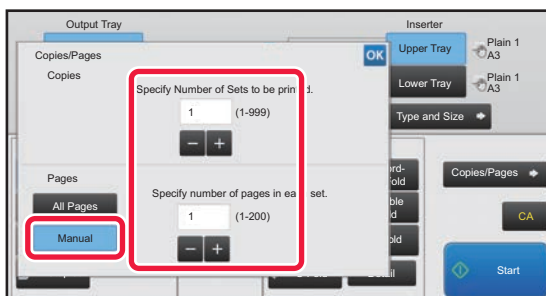 Output Tray
Inserter
Copies/Pages
OK
Upper Tray
Plain 1
A3
Copies
Specify Number of Sets to be printed.
1
(1-999)
Lower Tray
Plain 1
A3
Type and Size
Pages
All Pages
Manual
Specify number of pages in each set.
1
(1-200)
Copies/Pages
CA
Start